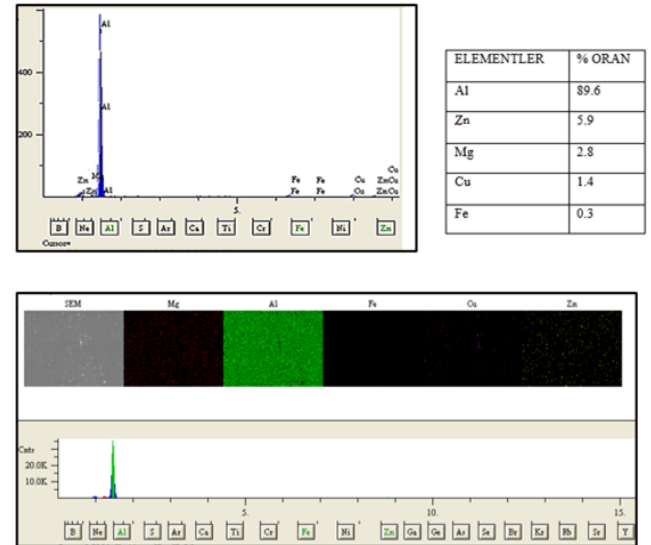 Al
400
Al
200
Zn Mg Fe Fe Cu Cu ZnCu
Zn Al Fe Fe Cu ZnCu
5.
B Ne Al S Ar Ca Ti Cr Fe Ni Zn
Cursor=
ELEMENTLER % ORAN
Al 89.6
Zn 5.9
Mg 2.8
Cu 1.4
Fe 0.3
SEM Mg Al Fe Cu Zn
Cnts
20.0K
10.0K
5. 10. 15.
B Ne Al S Ar Ca Ti Cr Fe Ni Zn Ga Ge As Se Br Kr Rb Sr Y